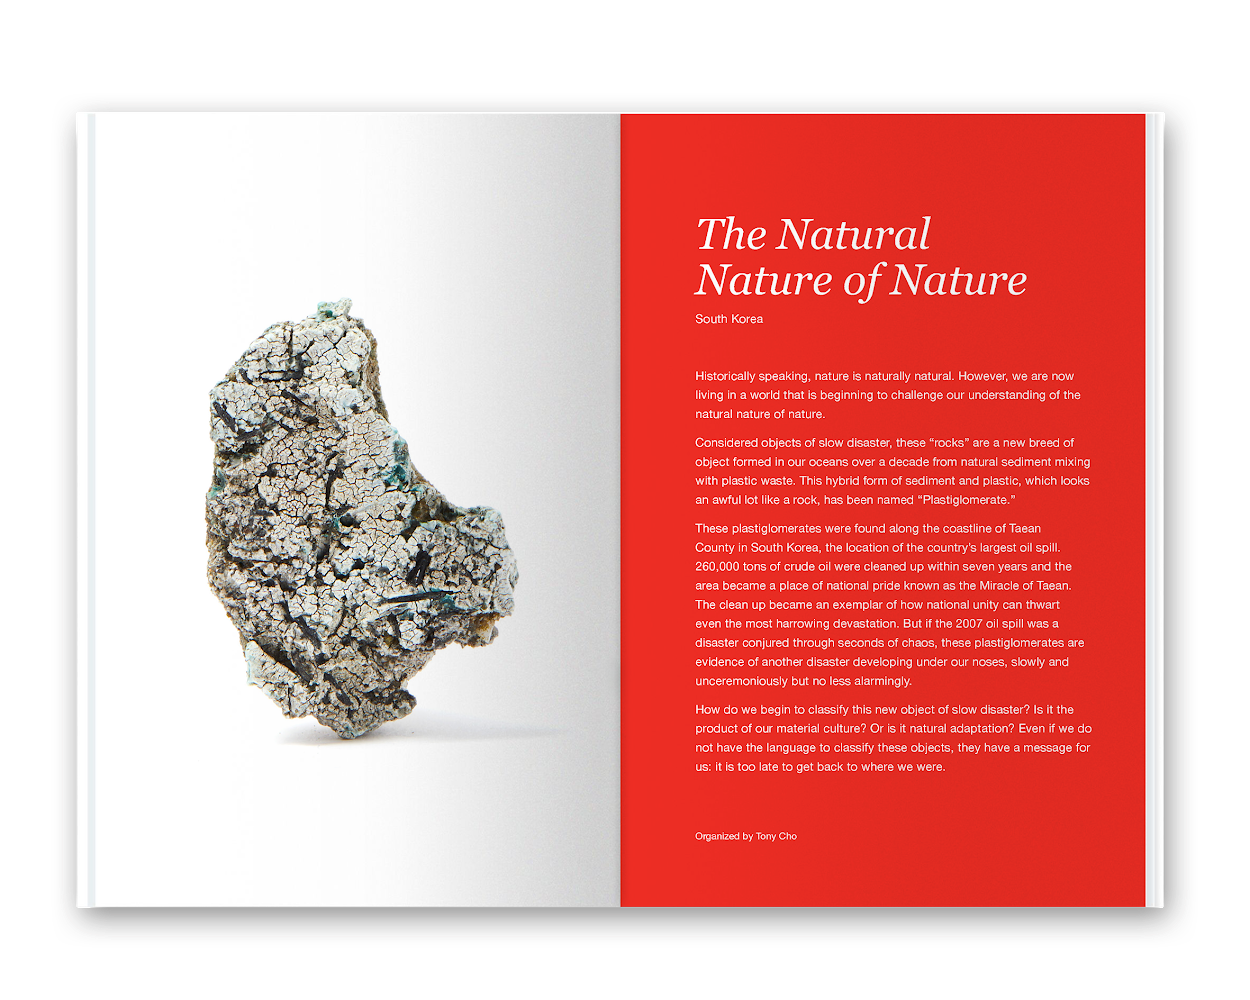 The Natural
Nature of Nature
South Korea
Historically speaking, nature is naturally natural. However, we are now
living in a world that is beginning to challenge our understanding of the
natural nature of nature.
Considered objects of slow disaster, these “rocks” are a new breed of
object formed in our oceans over a decade from natural sediment mixing
with plastic waste. This hybrid form of sediment and plastic, which looks
an awful lot like a rock, has been named “Plastiglomerate.”
These plastiglomerates were found along the coastline of Taean
County in South Korea, the location of the country’s largest oil spill.
260,000 tons of crude oil were cleaned up within seven years and the
area became a place of national pride known as the Miracle of Taean.
The clean up became an exemplar of how national unity can thwart
even the most harrowing devastation. But if the 2007 oil spill was a
disaster conjured through seconds of chaos, these plastiglomerates are
evidence of another disaster developing under our noses, slowly and
unceremoniously but no less alarmingly.
How do we begin to classify this new object of slow disaster? Is it the
product of our material culture? Or is it natural adaptation? Even if we do
not have the language to classify these objects, they have a message for
us: it is too late to get back to where we were.
Organized by Tony Cho